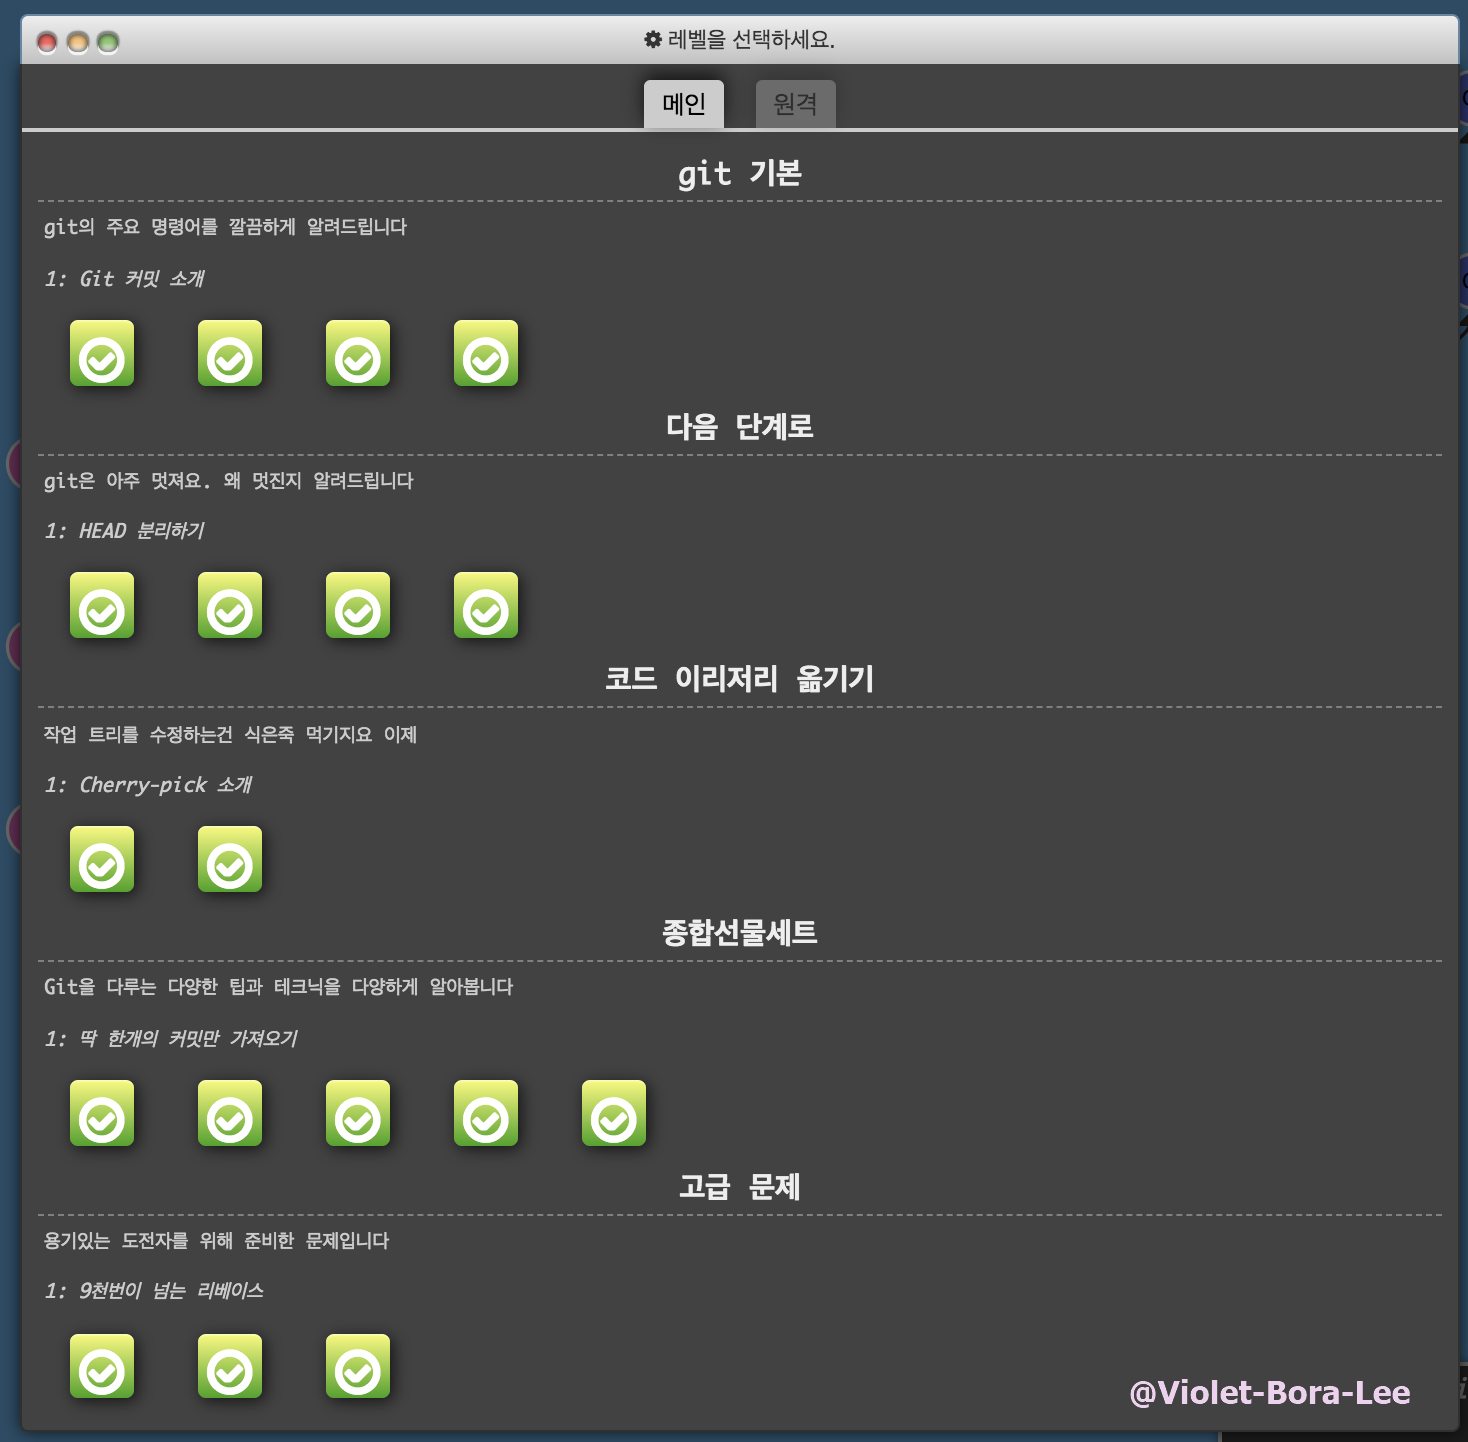 레벨을 선택하세요.
메인 원격
git 기본
git의 주요 명령어를 깔끔하게 알려드립니다
1: Git 커밋 소개
다음 단계로
git은 아주 멋져요. 왜 멋진지 알려드립니다
1: HEAD 분리하기
코드 이리저리 옮기기
작업 트리를 수정하는건 식은죽 먹기지요 이제
1: Cherry-pick 소개
종합선물세트
Git을 다루는 다양한 팁과 테크닉을 다양하게 알아봅니다
1: 딱 한개의 커밋만 가져오기
고급 문제
용기있는 도전자를 위해 준비한 문제입니다
1: 9천번이 넘는 리베이스
@Violet-Bora-Lee